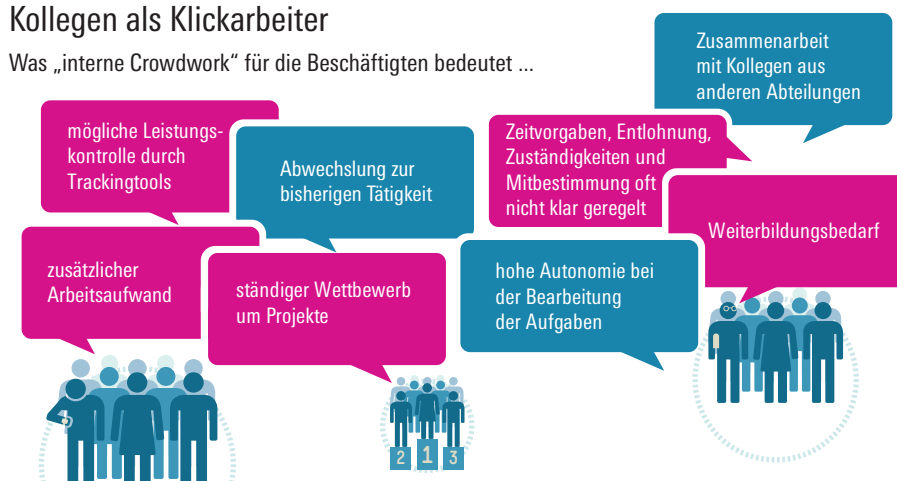 Kollegen als Klickarbeiter
Was „interne Crowdwork“ für die Beschäftigten bedeutet ...
mögliche Leistungs-
kontrolle durch
Trackingtools
Abwechslung zur
bisherigen Tätigkeit
Zeitvorgaben, Entlohnung,
Zuständigkeiten und
Mitbestimmung oft
nicht klar geregelt
Zusammenarbeit
mit Kollegen aus
anderen Abteilungen
zusätzlicher
Arbeitsaufwand
ständiger Wettbewerb
um Projekte
hohe Autonomie bei
der Bearbeitung
der Aufgaben
Weiterbildungsbedarf
2 1 3